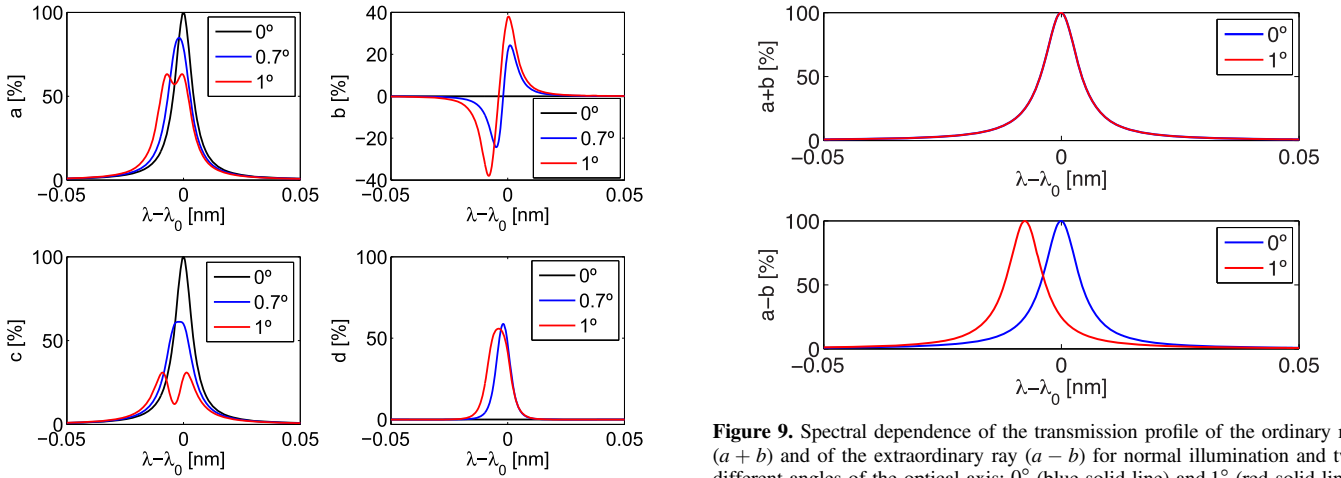 a [%]
100
50
0
−0.05
0
0.05
λ−λ0 [nm]
0º
0.7º
1º
b [%]
40
20
0
−20
−40
−0.05
0
0.05
λ−λ0 [nm]
0º
0.7º
1º
c [%]
100
50
0
−0.05
0
0.05
λ−λ0 [nm]
0º
0.7º
1º
d [%]
100
50
0
−0.05
0
0.05
λ−λ0 [nm]
0º
0.7º
1º
a+b [%]
100
50
0
−0.05
0
0.05
λ−λ0 [nm]
0º
1º
a−b [%]
100
50
0
−0.05
0
0.05
λ−λ0 [nm]
0º
1º
Figure 9. Spectral dependence of the transmission profile of the ordinary
(a + b) and of the extraordinary ray (a − b) for normal illumination and
different angles of the optical axis: 0° (blue solid line) and 1° (red solid